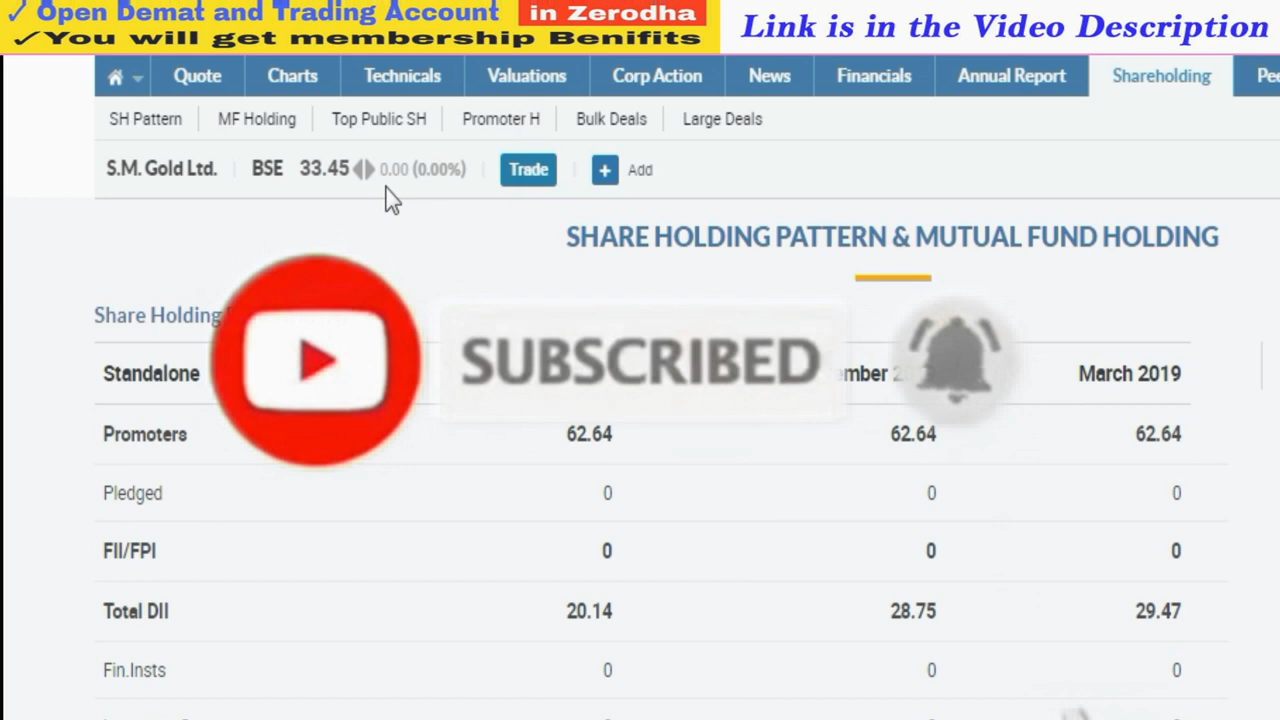 ✓ Open Demat and Trading Account in Zerodha
✓You will get membership Benifits
Link is in the Video Description
Quote Charts Technicals Valuations Corp Action News Financials Annual Report Shareholding
SH Pattern MF Holding Top Public SH Promoter H Bulk Deals Large Deals
S.M. Gold Ltd. BSE 33.45 0.00 (0.00%) Trade + Add
SHARE HOLDING PATTERN & MUTUAL FUND HOLDING
Share Holding
SUBSCRIBED
Standalone March 2019
Promoters 62.64 62.64 62.64
Pledged 0 0 0
FII/FPI 0 0 0
Total DII 20.14 28.75 29.47
Fin.Insts 0 0 0